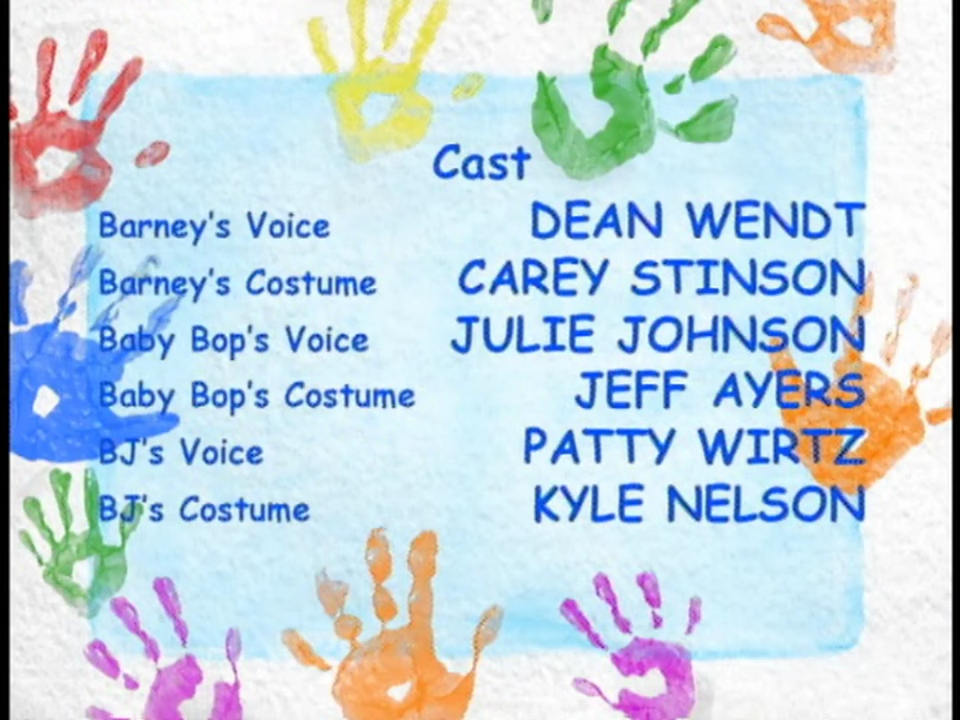 Cast
Barney's Voice DEAN WENDT
Barney's Costume CAREY STINSON
Baby Bop's Voice JULIE JOHNSON
Baby Bop's Costume JEFF AYERS
BJ's Voice PATTY WIRTZ
BJ's Costume KYLE NELSON